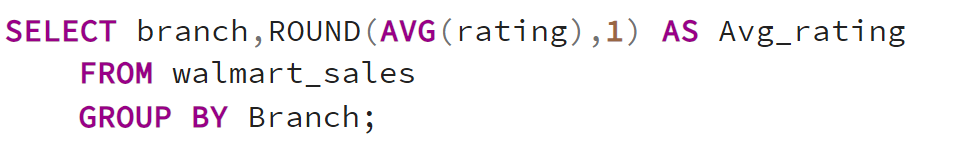 SELECT branch,ROUND(AVG(rating),1) AS Avg_rating
FROM walmart_sales
GROUP BY Branch;